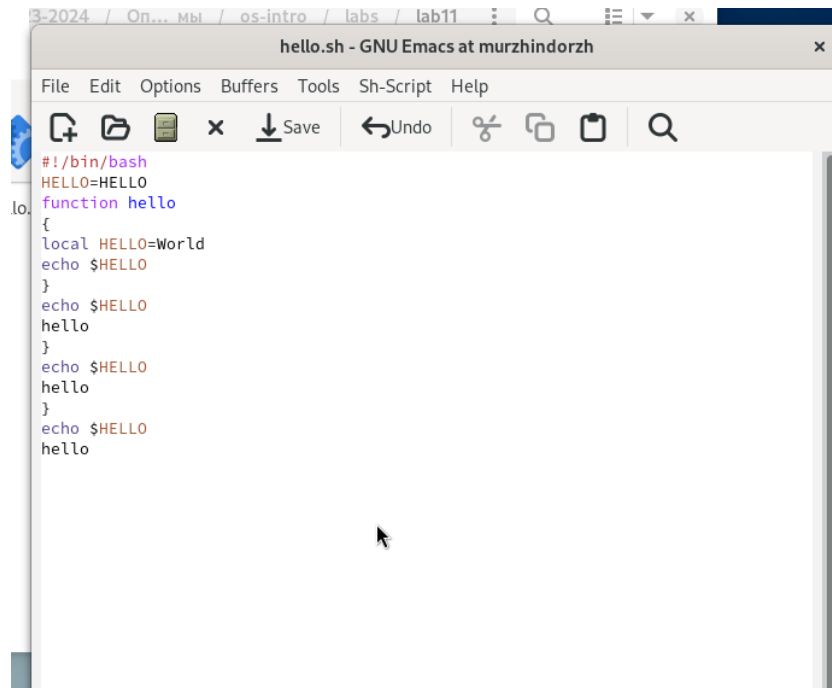 23-2024 / Оп… мы / os-intro / labs / lab11
hello.sh - GNU Emacs at murzhindorzh
File Edit Options Buffers Tools Sh-Script Help
Save Undo
lo.
#!/bin/bash
HELLO=HELLO
function hello
{
local HELLO=World
echo $HELLO
}
echo $HELLO
hello
}
echo $HELLO
hello
}
echo $HELLO
hello